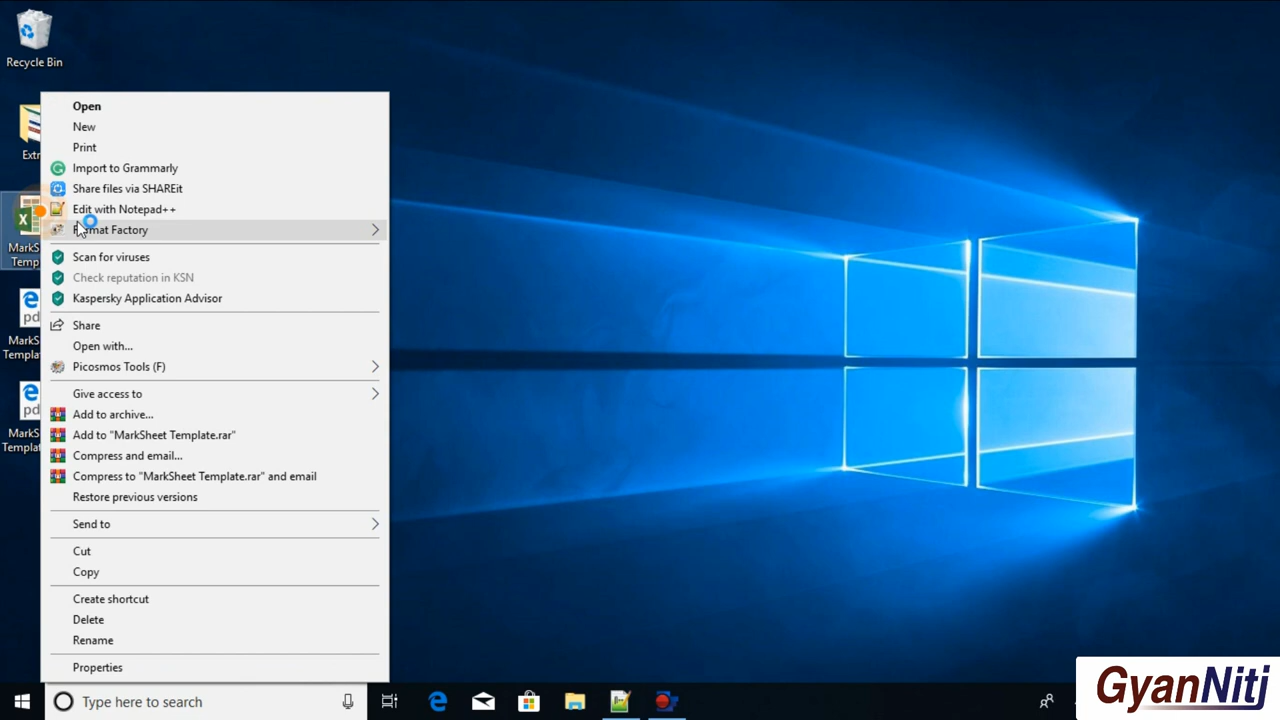 Recycle Bin
Extr
MarkS
Temp
pd
MarkS
Templat
pd
MarkS
Templat
Open
New
Print
Import to Grammarly
Share files via SHAREit
Edit with Notepad++
Format Factory
Scan for viruses
Check reputation in KSN
Kaspersky Application Advisor
Share
Open with...
Picosmos Tools (F)
Give access to
Add to archive...
Add to "MarkSheet Template.rar"
Compress and email...
Compress to "MarkSheet Template.rar" and email
Restore previous versions
Send to
Cut
Copy
Create shortcut
Delete
Rename
Properties
Type here to search
GyanNiti